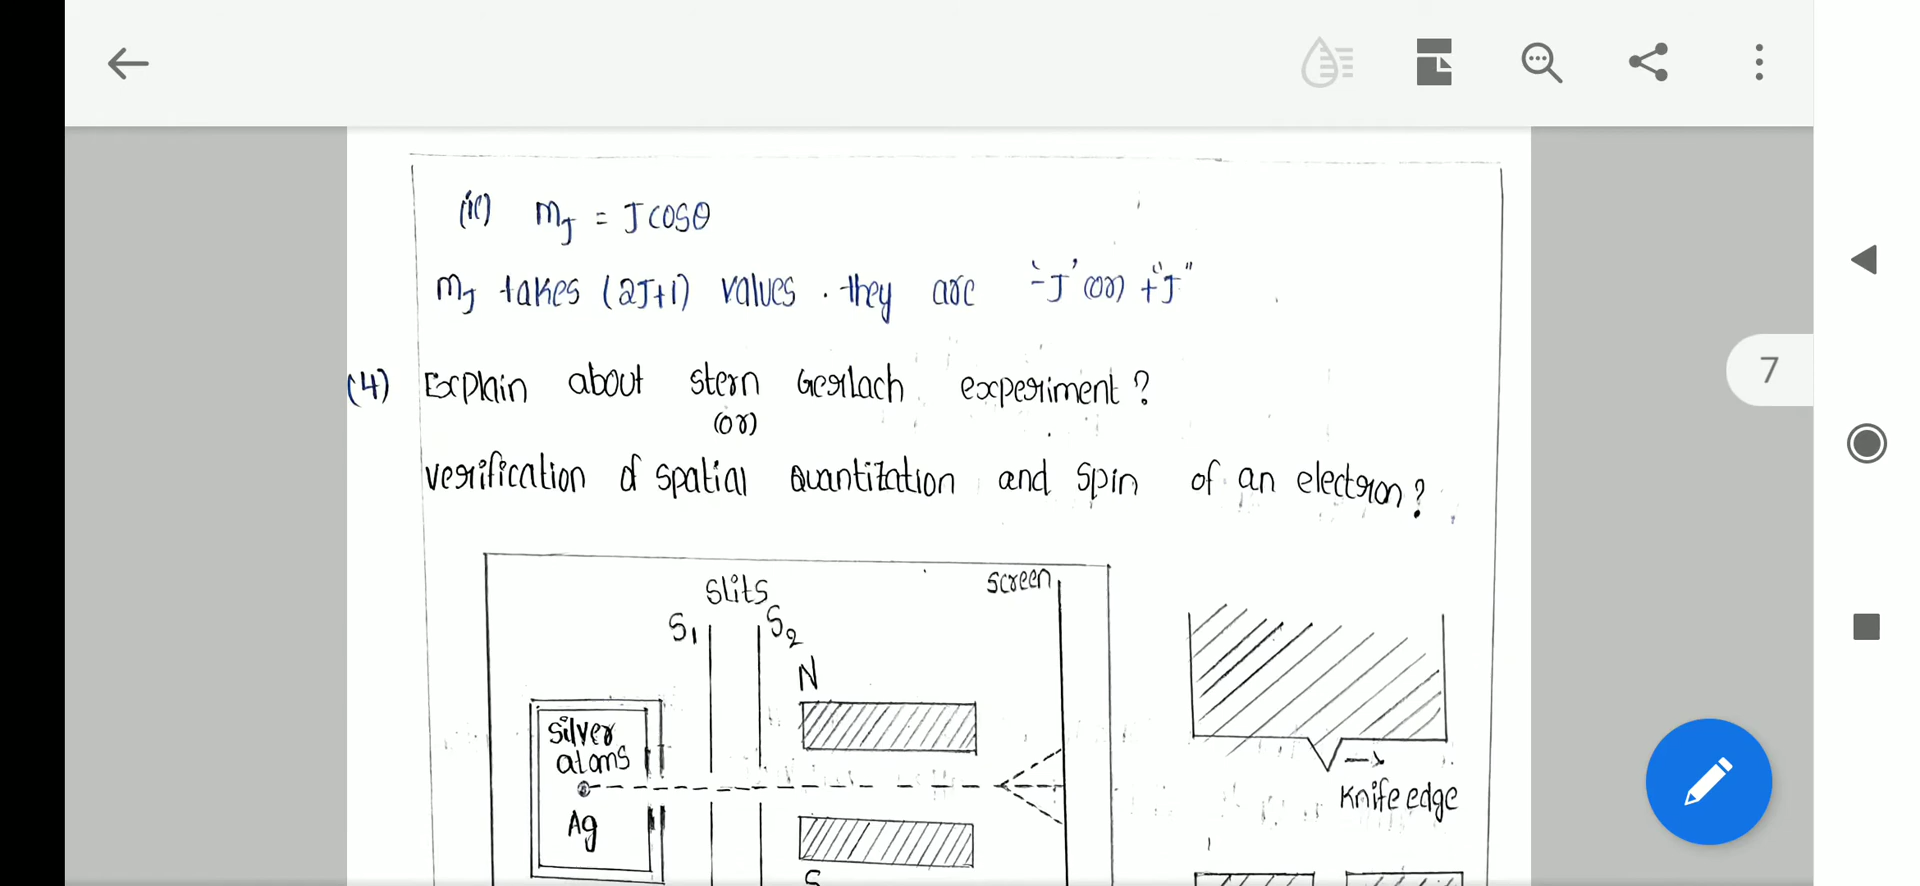 (iv) mJ = J cosθ
mJ takes (2J+1) values. they are '-J' (or) +"J"
7
(4) Explain about stern Gerlach experiment?
(or)
verification of spatial quantization and spin of an electron?
Slits
screen
S1
S2
N
Silver
atoms
Ag
Knife edge
S